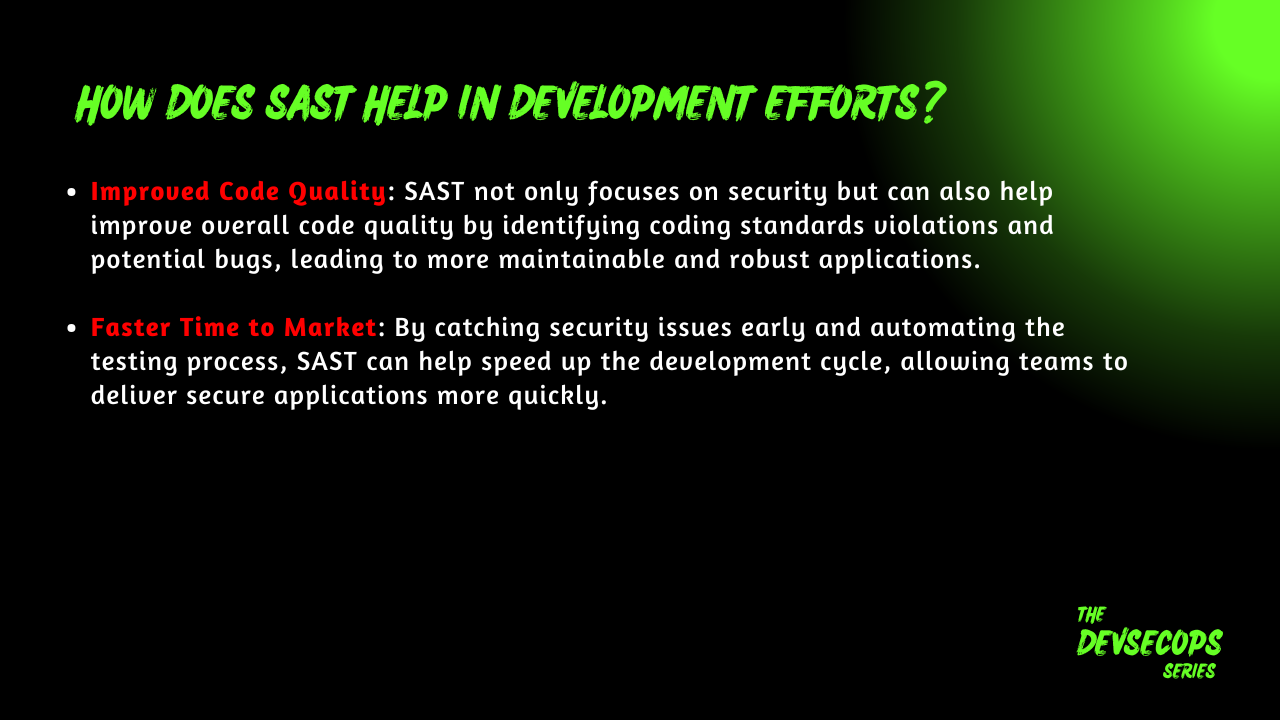 HOW DOES SAST HELP IN DEVELOPMENT EFFORTS?
• Improved Code Quality: SAST not only focuses on security but can also help
improve overall code quality by identifying coding standards violations and
potential bugs, leading to more maintainable and robust applications.
• Faster Time to Market: By catching security issues early and automating the
testing process, SAST can help speed up the development cycle, allowing teams to
deliver secure applications more quickly.
THE
DEVSECOPS
SERIES